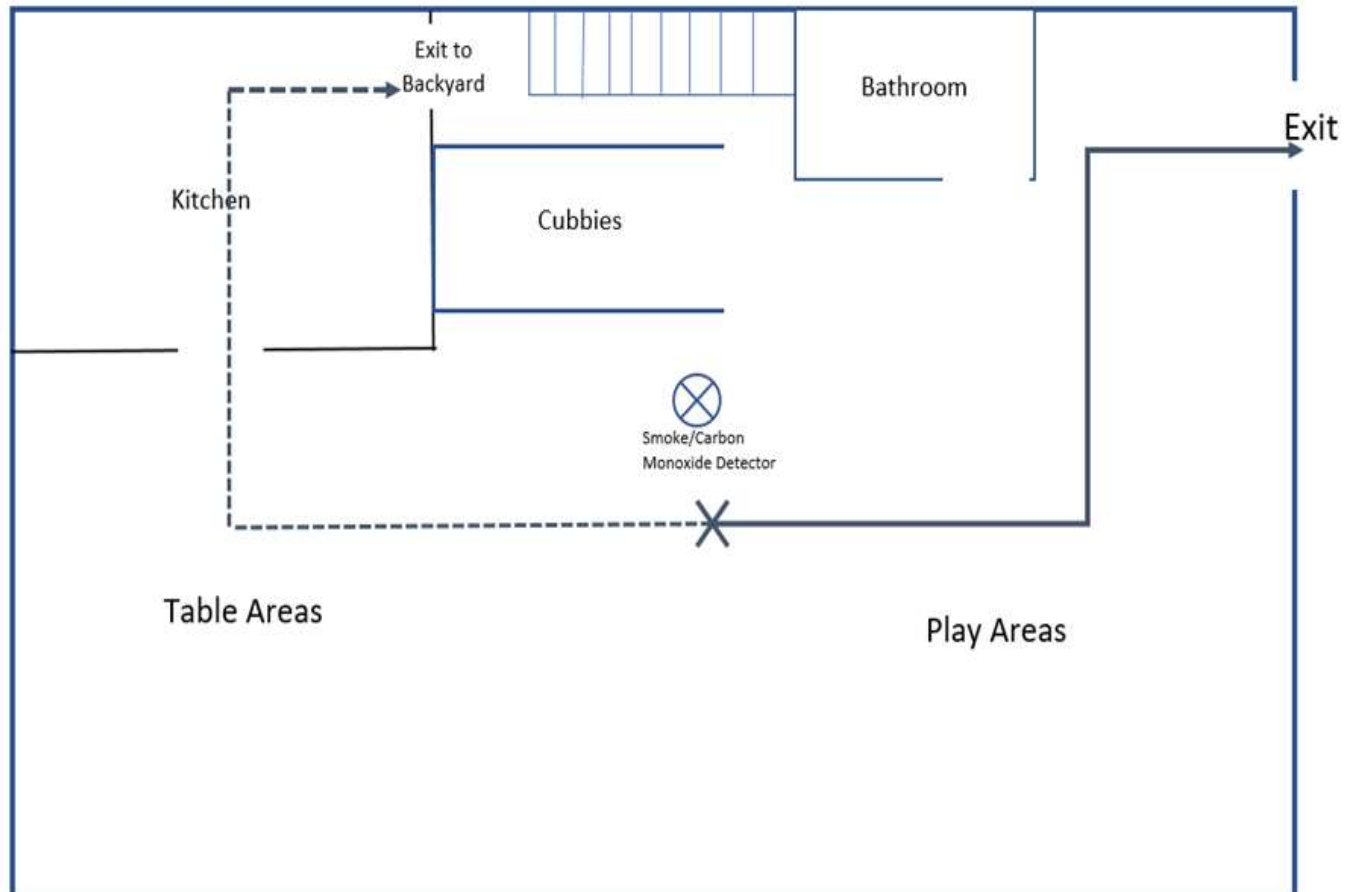 Exit to
Backyard
Bathroom
Exit
Kitchen
Cubbies
Smoke/Carbon
Monoxide Detector
Table Areas
Play Areas